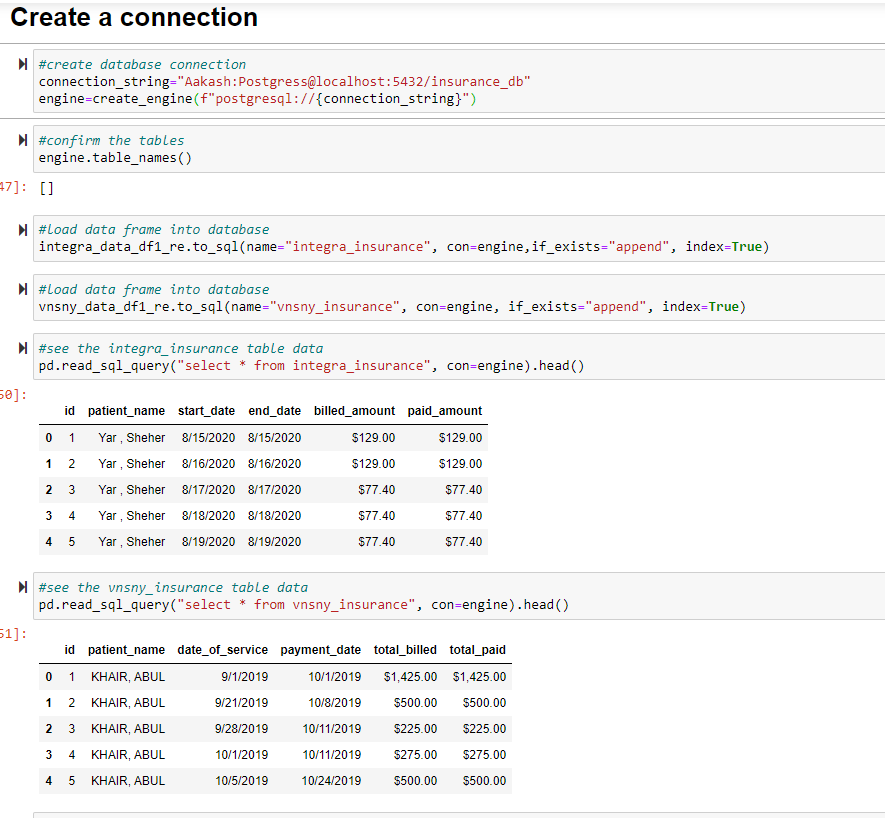 Create a connection
#create database connection
connection_string="Aakash:Postgress@localhost:5432/insurance_db"
engine=create_engine(f"postgresql://{connection_string}")
#confirm the tables
engine.table_names()
47]: []
#load data frame into database
integra_data_df1_re.to_sql(name="integra_insurance", con=engine,if_exists="append", index=True)
#load data frame into database
vnsny_data_df1_re.to_sql(name="vnsny_insurance", con=engine, if_exists="append", index=True)
#see the integra_insurance table data
pd.read_sql_query("select * from integra_insurance", con=engine).head()
50]:
id patient_name start_date end_date billed_amount paid_amount
0 1 Yar , Sheher 8/15/2020 8/15/2020 $129.00 $129.00
1 2 Yar , Sheher 8/16/2020 8/16/2020 $129.00 $129.00
2 3 Yar , Sheher 8/17/2020 8/17/2020 $77.40 $77.40
3 4 Yar , Sheher 8/18/2020 8/18/2020 $77.40 $77.40
4 5 Yar , Sheher 8/19/2020 8/19/2020 $77.40 $77.40
#see the vnsny_insurance table data
pd.read_sql_query("select * from vnsny_insurance", con=engine).head()
51]:
id patient_name date_of_service payment_date total_billed total_paid
0 1 KHAIR, ABUL 9/1/2019 10/1/2019 $1,425.00 $1,425.00
1 2 KHAIR, ABUL 9/21/2019 10/8/2019 $500.00 $500.00
2 3 KHAIR, ABUL 9/28/2019 10/11/2019 $225.00 $225.00
3 4 KHAIR, ABUL 10/1/2019 10/11/2019 $275.00 $275.00
4 5 KHAIR, ABUL 10/5/2019 10/24/2019 $500.00 $500.00